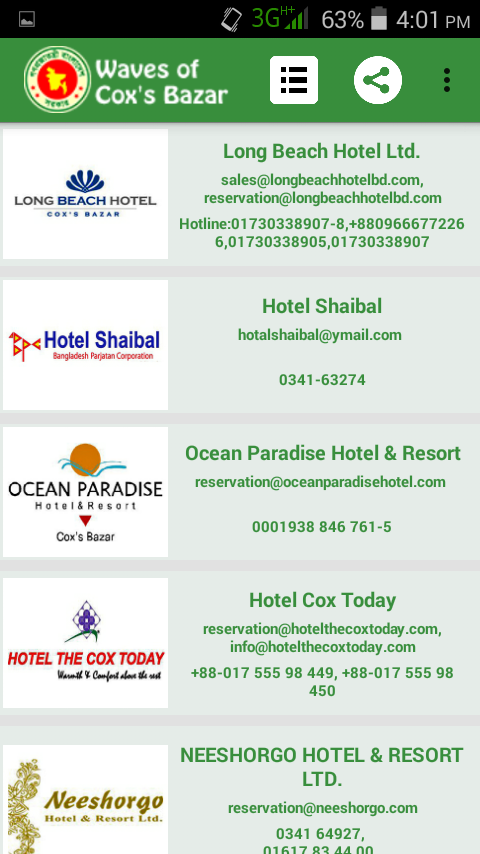 3G H+ 63% 4:01 PM
Waves of
Cox's Bazar
LONG BEACH HOTEL
COX'S BAZAR
Long Beach Hotel Ltd.
sales@longbeachhotelbd.com,
reservation@longbeachhotelbd.com
Hotline:01730338907-8,+880966677226
6,01730338905,01730338907
Hotel Shaibal
Bangladesh Parjatan Corporation
Hotel Shaibal
hotalshaibal@ymail.com
0341-63274
OCEAN PARADISE
Hotel & Resort
Cox's Bazar
Ocean Paradise Hotel & Resort
reservation@oceanparadisehotel.com
0001938 846 761-5
HOTEL THE COX TODAY
Warmth & Comfort above the rest
Hotel Cox Today
reservation@hotelthecoxtoday.com,
info@hotelthecoxtoday.com
+88-017 555 98 449, +88-017 555 98
450
Neeshorgo
Hotel & Resort Ltd.
NEESHORGO HOTEL & RESORT
LTD.
reservation@neeshorgo.com
0341 64927,
01617 83 44 00